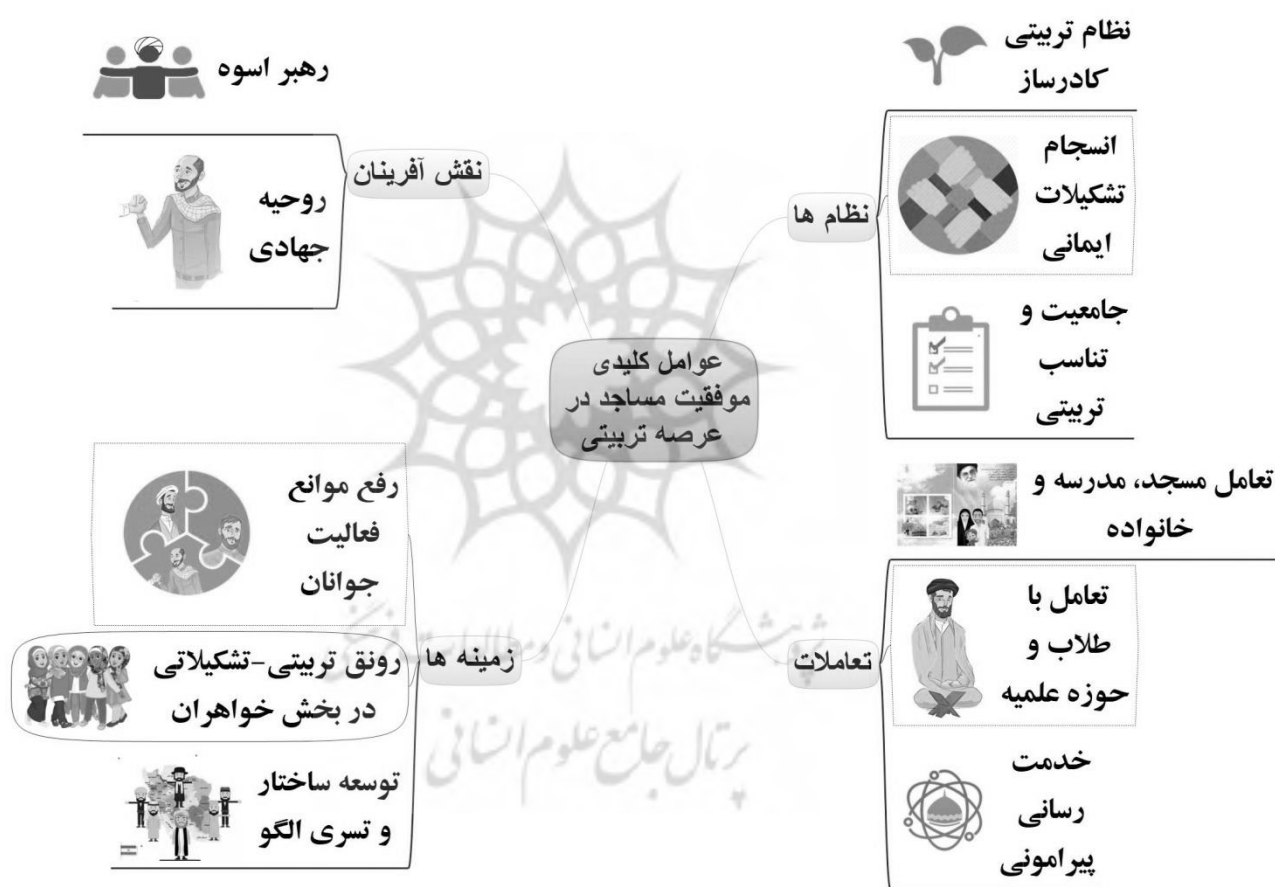 نظام تربیتی
کادرساز
انسجام
تشکیلات
ایمانی
جامعیت و
تناسب
تربیتی
نظام ها
رهبر اسوه
روحیه
جهادی
نقش آفرینان
عوامل کلیدی
موفقیت مساجد در
عرصه تربیتی
تعامل مسجد، مدرسه و
خانواده
تعامل با
طلاب و
حوزه علمیه
خدمت
رسانی
پیرامونی
تعاملات
رفع موانع
فعالیت
جوانان
رونق تربیتی-تشکیلاتی
در بخش خواهران
توسعه ساختار
و تسری الگو
زمینه ها
پژوهشگاه علوم انسانی و مطالعات فرهنگی
پرتال جامع علوم انسانی